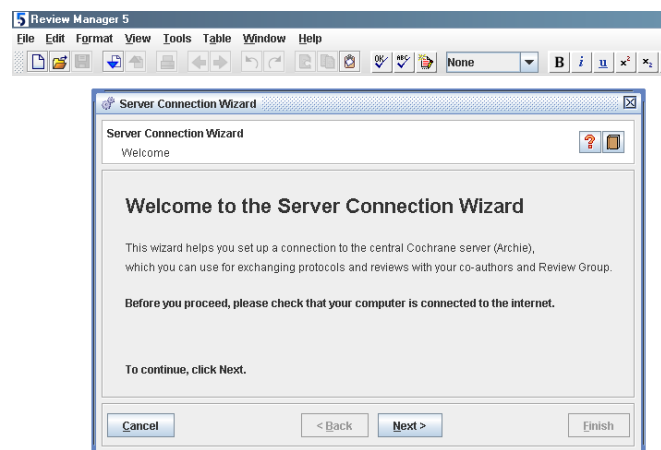 5 Review Manager 5
File Edit Format View Tools Table Window Help
OK ABC None B i u x² x₂
Server Connection Wizard
Server Connection Wizard
?
Welcome
Welcome to the Server Connection Wizard
This wizard helps you set up a connection to the central Cochrane server (Archie),
which you can use for exchanging protocols and reviews with your co-authors and Review Group.
Before you proceed, please check that your computer is connected to the internet.
To continue, click Next.
Cancel < Back Next > Finish